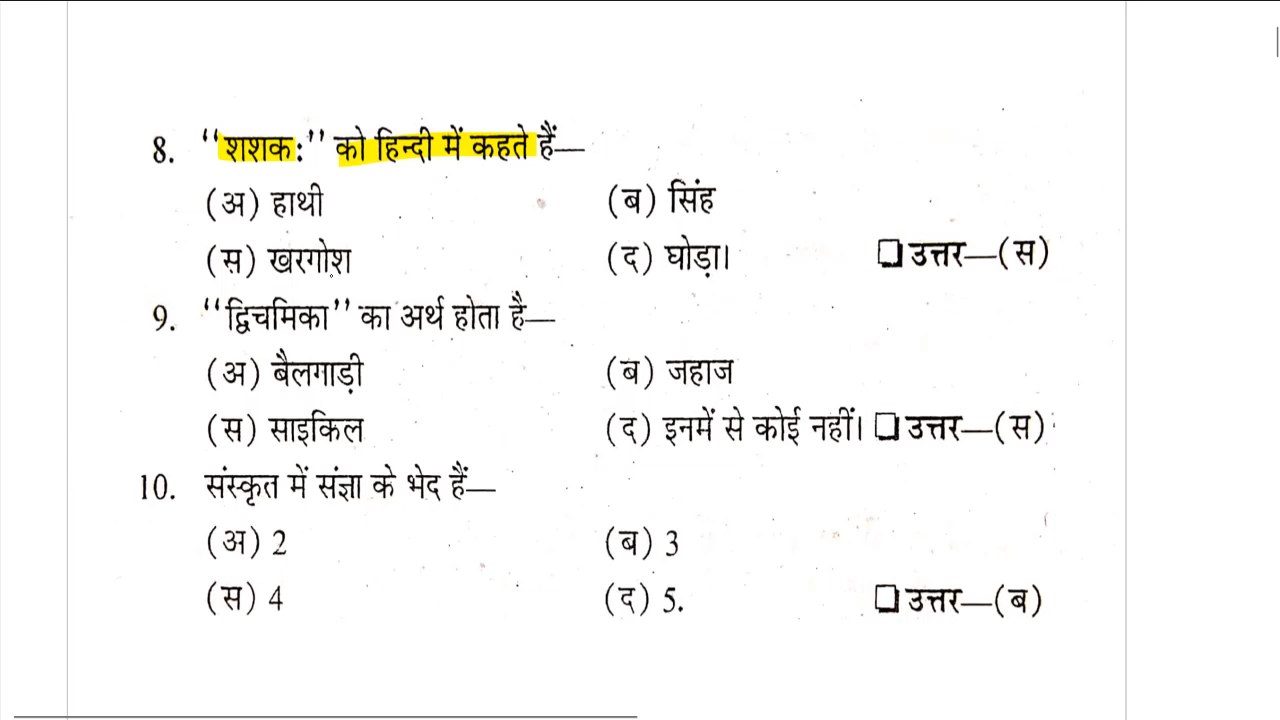 8. "शशकः" को हिन्दी में कहते हैं—
(अ) हाथी (ब) सिंह
(स) खरगोश (द) घोड़ा। ❑ उत्तर—(स)
9. "द्विचमिका" का अर्थ होता है—
(अ) बैलगाड़ी (ब) जहाज
(स) साइकिल (द) इनमें से कोई नहीं। ❑ उत्तर—(स)
10. संस्कृत में संज्ञा के भेद हैं—
(अ) 2 (ब) 3
(स) 4 (द) 5. ❑ उत्तर—(ब)